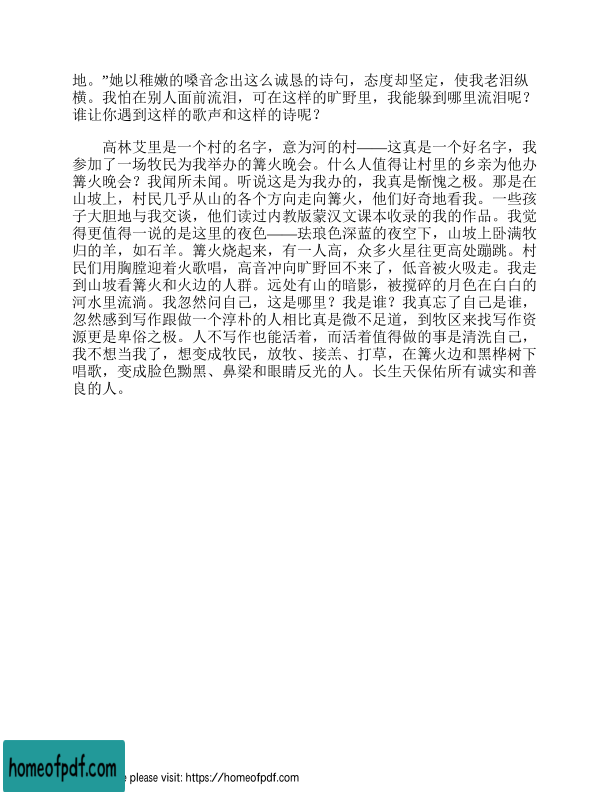 地。”她以稚嫩的嗓音念出这么诚恳的诗句，态度却坚定，使我老泪纵
横。我怕在别人面前流泪，可在这样的旷野里，我能躲到哪里流泪呢？
谁让你遇到这样的歌声和这样的诗呢？
高林艾里是一个村的名字，意为河的村——这真是一个好名字，我
参加了一场牧民为我举办的篝火晚会。什么人值得让村里的乡亲为他办
篝火晚会？我闻所未闻。听说这是为我办的，我真是惭愧之极。那是在
山坡上，村民几乎从山的各个方向走向篝火，他们好奇地看我。一些孩
子大胆地与我交谈，他们读过内教版蒙汉文课本收录的我的作品。我觉
得更值得一说的是这里的夜色——珐琅色深蓝的夜空下，山坡上卧满牧
归的羊，如石羊。篝火烧起来，有一人高，众多火星往更高处蹦跳。村
民们用胸膛迎着火歌唱，高音冲向旷野回不来了，低音被火吸走。我走
到山坡看篝火和火边的人群。远处有山的暗影，被搅碎的月色在白白的
河水里流淌。我忽然问自己，这是哪里？我是谁？我真忘了自己是谁，
忽然感到写作跟做一个淳朴的人相比真是微不足道，到牧区来找写作资
源更是卑俗之极。人不写作也能活着，而活着值得做的事是清洗自己，
我不想当我了，想变成牧民，放牧、接羔、打草，在篝火边和黑桦树下
唱歌，变成脸色黝黑、鼻梁和眼睛反光的人。长生天保佑所有诚实和善
良的人。
homeofpdf.com
please visit: https://homeofpdf.com